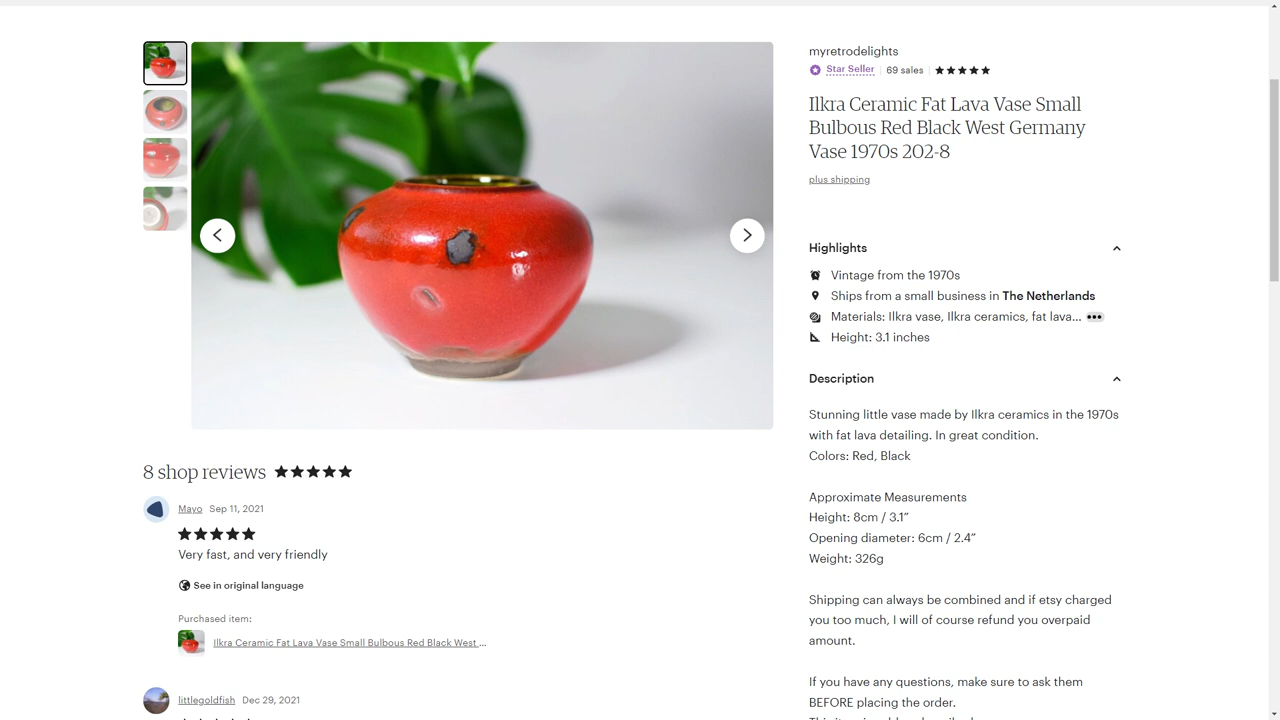 myretrodelights
Star Seller 69 sales
Ilkra Ceramic Fat Lava Vase Small
Bulbous Red Black West Germany
Vase 1970s 202-8
plus shipping
Highlights
Vintage from the 1970s
Ships from a small business in The Netherlands
Materials: Ilkra vase, Ilkra ceramics, fat lava...
Height: 3.1 inches
Description
Stunning little vase made by Ilkra ceramics in the 1970s
with fat lava detailing. In great condition.
Colors: Red, Black
Approximate Measurements
Height: 8cm / 3.1”
Opening diameter: 6cm / 2.4”
Weight: 326g
Shipping can always be combined and if etsy charged
you too much, I will of course refund you overpaid
amount.
If you have any questions, make sure to ask them
BEFORE placing the order.
8 shop reviews
Mayo Sep 11, 2021
Very fast, and very friendly
See in original language
Purchased item:
Ilkra Ceramic Fat Lava Vase Small Bulbous Red Black West ...
littlegoldfish Dec 29, 2021